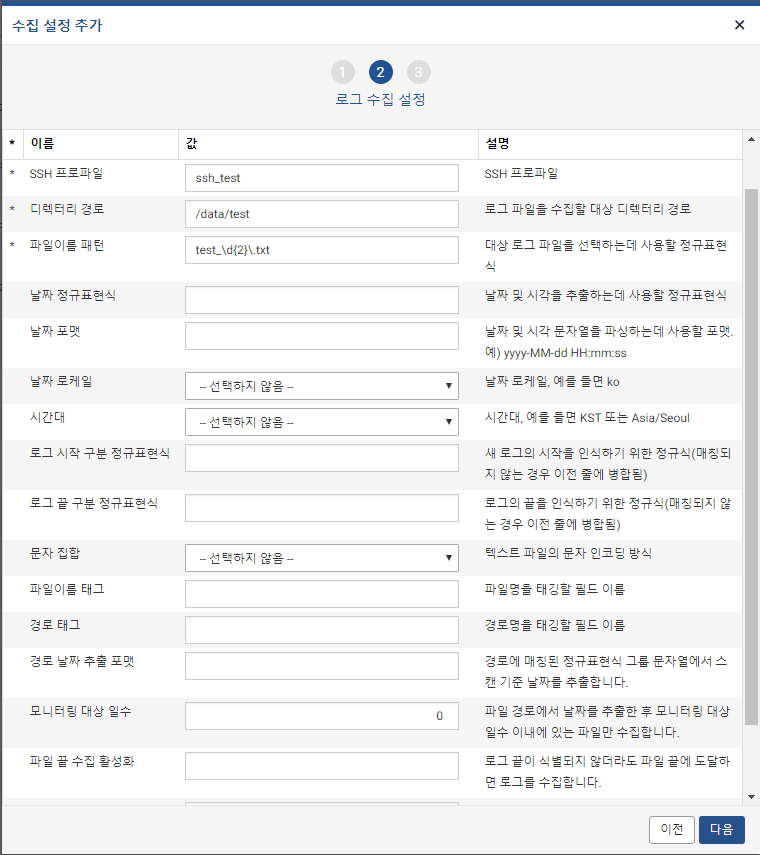 수집 설정 추가 ×
1 2 3
로그 수집 설정
* 이름 값 설명
* SSH 프로파일 ssh_test SSH 프로파일
* 디렉터리 경로 /data/test 로그 파일을 수집할 대상 디렉터리 경로
* 파일이름 패턴 test_\d{2}\.txt 대상 로그 파일을 선택하는데 사용할 정규표현
식
날짜 정규표현식 날짜 및 시각을 추출하는데 사용할 정규표현식
날짜 포맷 날짜 및 시각 문자열을 파싱하는데 사용할 포맷.
예) yyyy-MM-dd HH:mm:ss
날짜 로케일 -- 선택하지 않음 -- 날짜 로케일, 예를 들면 ko
시간대 -- 선택하지 않음 -- 시간대, 예를 들면 KST 또는 Asia/Seoul
로그 시작 구분 정규표현식 새 로그의 시작을 인식하기 위한 정규식(매칭되
지 않는 경우 이전 줄에 병합됨)
로그 끝 구분 정규표현식 로그의 끝을 인식하기 위한 정규식(매칭되지 않
는 경우 이전 줄에 병합됨)
문자 집합 -- 선택하지 않음 -- 텍스트 파일의 문자 인코딩 방식
파일이름 태그 파일명을 태깅할 필드 이름
경로 태그 경로명을 태깅할 필드 이름
경로 날짜 추출 포맷 경로에 매칭된 정규표현식 그룹 문자열에서 스
캔 기준 날짜를 추출합니다.
모니터링 대상 일수 0 파일 경로에서 날짜를 추출한 후 모니터링 대상
일수 이내에 있는 파일만 수집합니다.
파일 끝 수집 활성화 로그 끝이 식별되지 않더라도 파일 끝에 도달하
면 로그를 수집합니다.
이전 다음